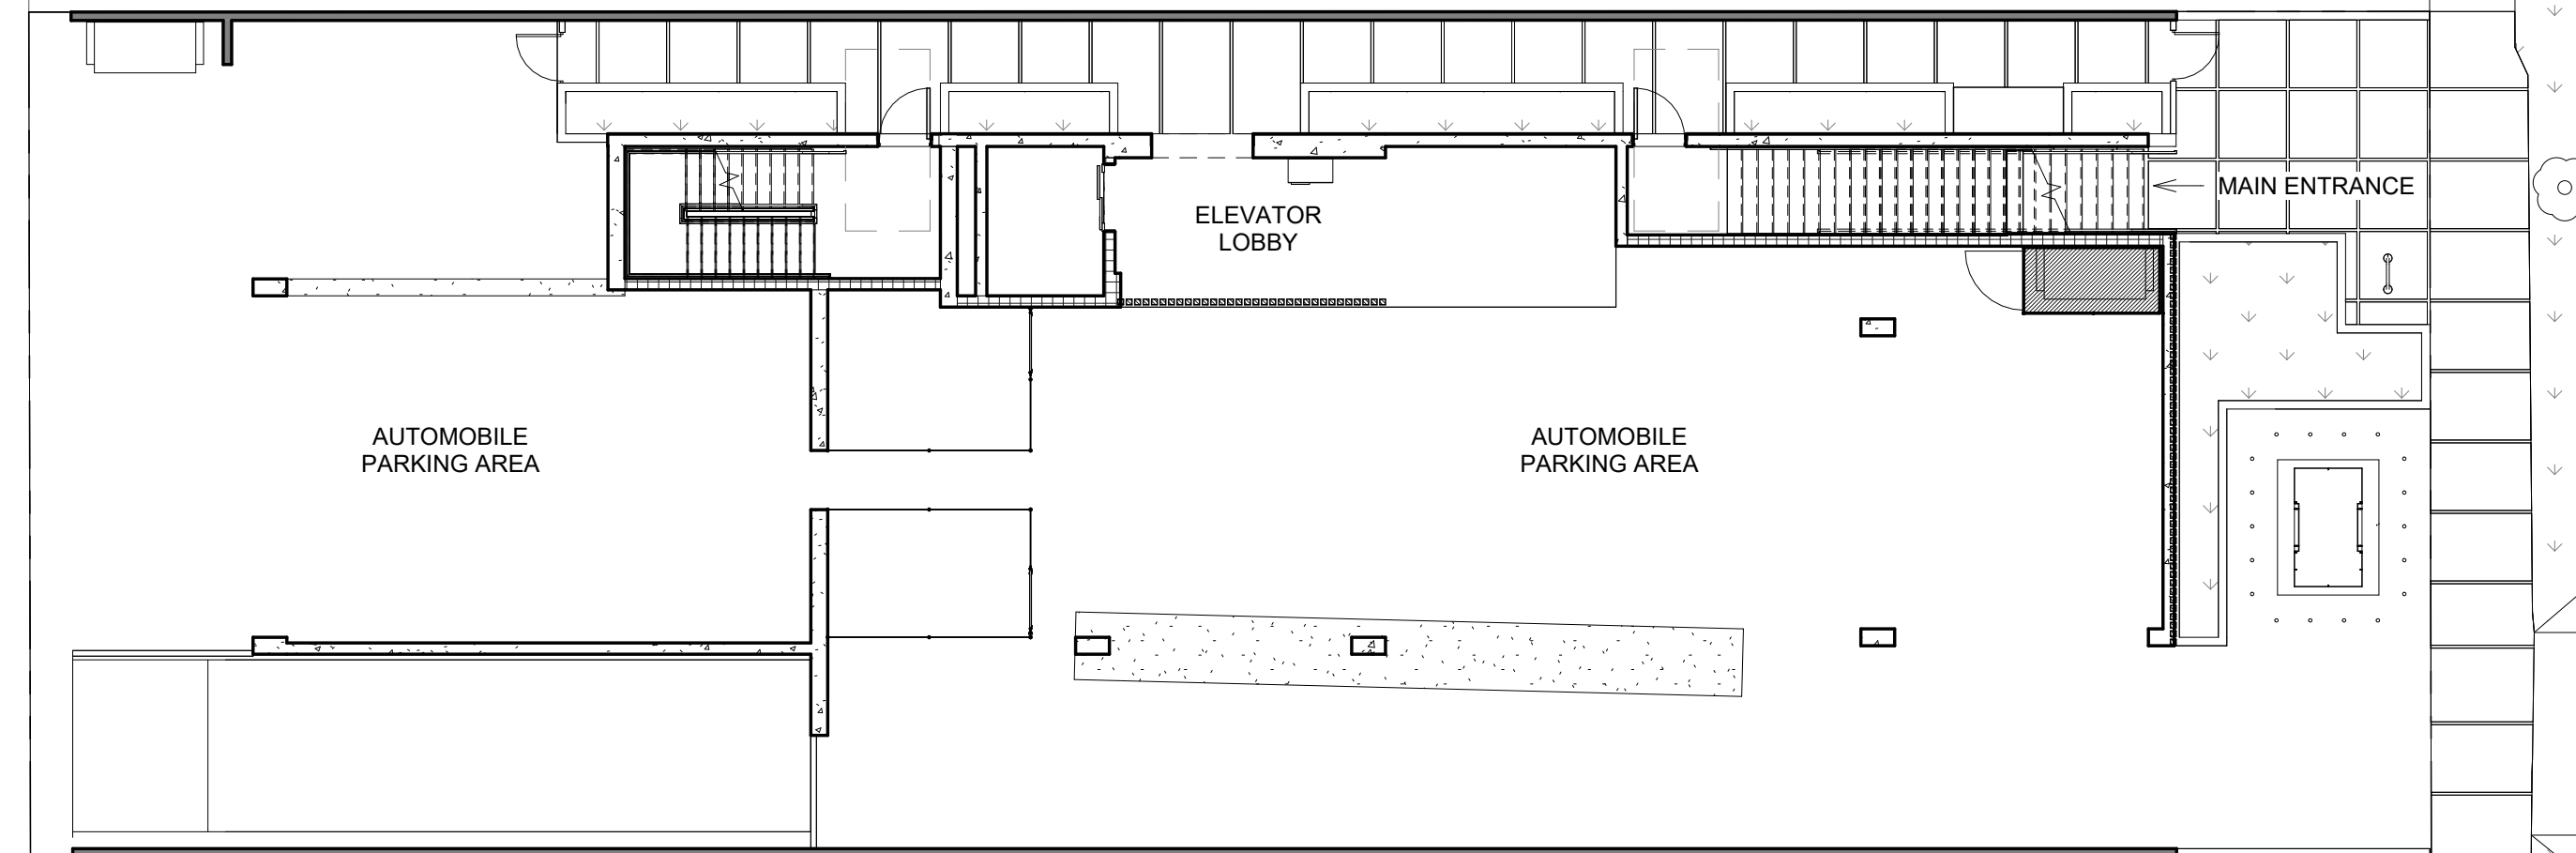 MAIN ENTRANCE
ELEVATOR
LOBBY
AUTOMOBILE
PARKING AREA
AUTOMOBILE
PARKING AREA